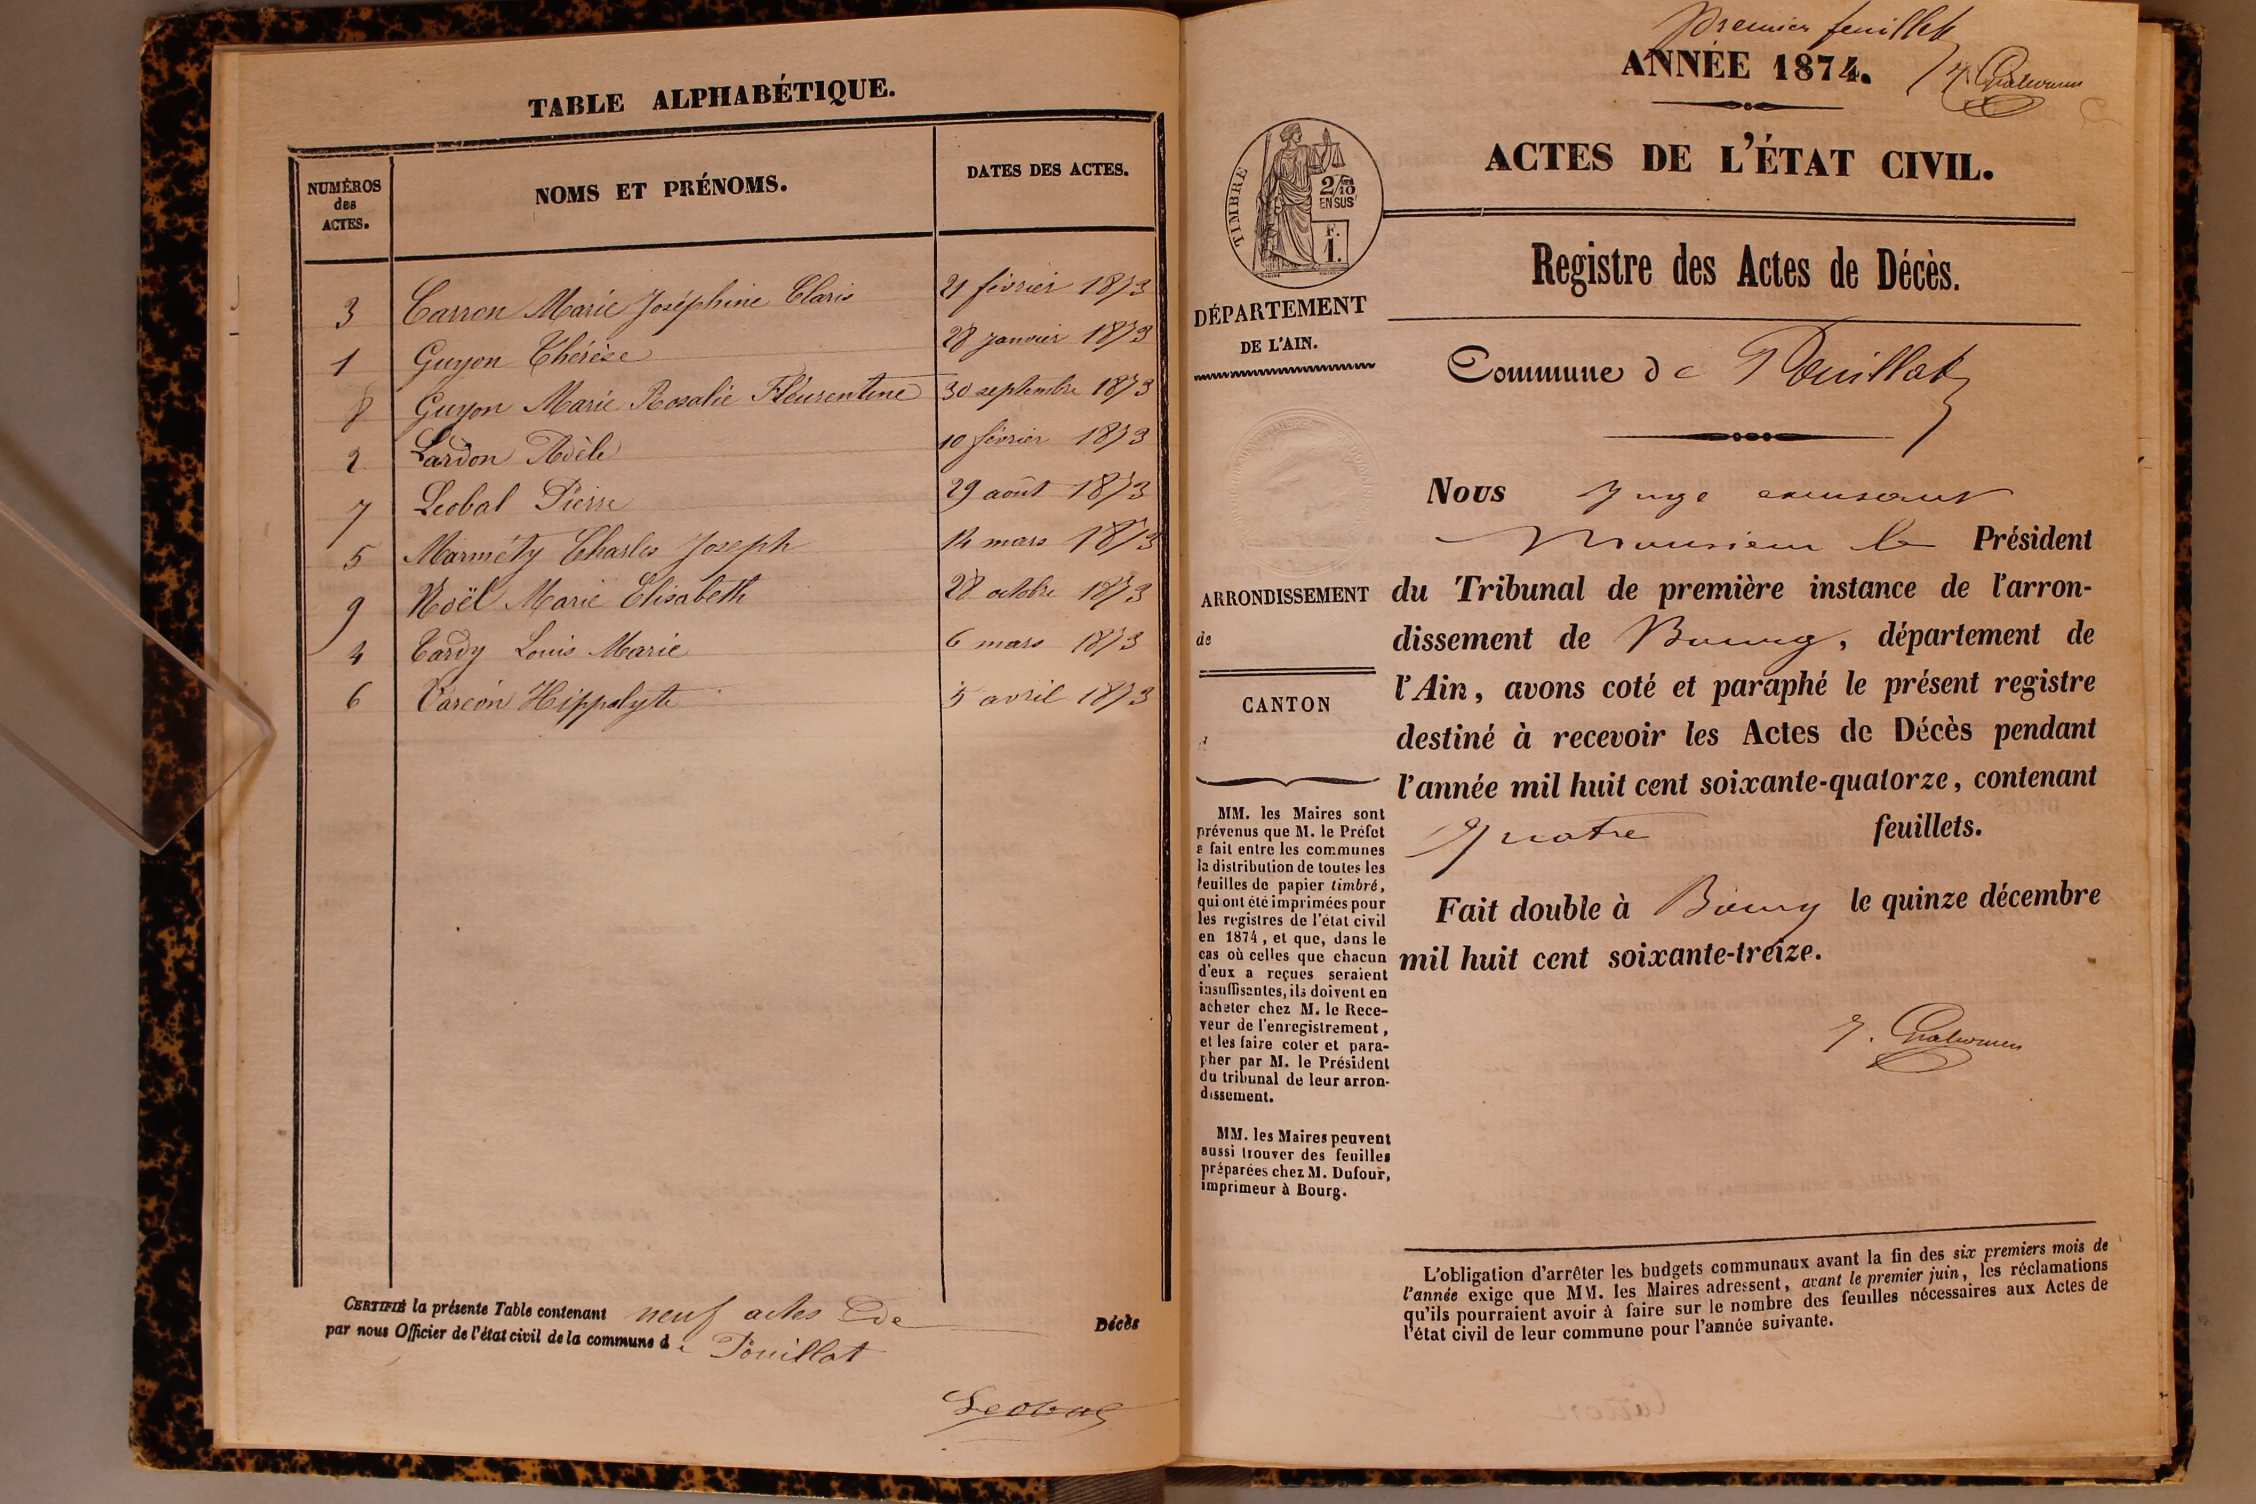 TABLE ALPHABÉTIQUE.
NUMÉROS
des
ACTES.
NOMS ET PRÉNOMS.
DATES DES ACTES.
3 Carron Marie Joséphine Claris 21 février 1873
1 Guyon Thérèse 28 janvier 1873
8 Guyon Marie Rosalie Fleurentine 30 septembre 1873
2 Lardon Adèle 10 février 1873
7 Leobal Pierre 29 août 1873
5 Marméty Charles Joseph 14 mars 1873
9 Noël Marie Elisabeth 28 octobre 1873
4 Tardy Louis Marie 6 mars 1873
6 Varéon Hippolyte 5 avril 1873
CERTIFIÉ la présente Table contenant neuf actes de Décès
par nous Officier de l'état civil de la commune de Pouillat
Leobal
premier feuillet
ANNÉE 1874.
ACTES DE L'ÉTAT CIVIL.
TIMBRE
2/10
EN SUS
F.
1.
Registre des Actes de Décès.
DÉPARTEMENT
DE L'AIN.
Commune de Pouillat
Nous Juge
Monsieur le Président
du Tribunal de première instance de l'arron-
dissement de Bourg, département de
l'Ain, avons coté et paraphé le présent registre
destiné à recevoir les Actes de Décès pendant
l'année mil huit cent soixante-quatorze, contenant
quatre feuillets.
Fait double à Bourg le quinze décembre
mil huit cent soixante-treize.
ARRONDISSEMENT
de
CANTON
d
MM. les Maires sont
prévenus que M. le Préfet
a fait entre les communes
la distribution de toutes les
feuilles de papier timbré,
qui ont été imprimées pour
les registres de l'état civil
en 1874, et que, dans le
cas où celles que chacun
d'eux a reçues seraient
insuffisantes, ils doivent en
acheter chez M. le Rece-
veur de l'enregistrement,
et les faire coter et para-
pher par M. le Président
du tribunal de leur arron-
dissement.
MM. les Maires peuvent
aussi trouver des feuilles
préparées chez M. Dufour,
imprimeur à Bourg.
L'obligation d'arrêter les budgets communaux avant la fin des six premiers mois de
l'année exige que MM. les Maires adressent, avant le premier juin, les réclamations
qu'ils pourraient avoir à faire sur le nombre des feuilles nécessaires aux Actes de
l'état civil de leur commune pour l'année suivante.